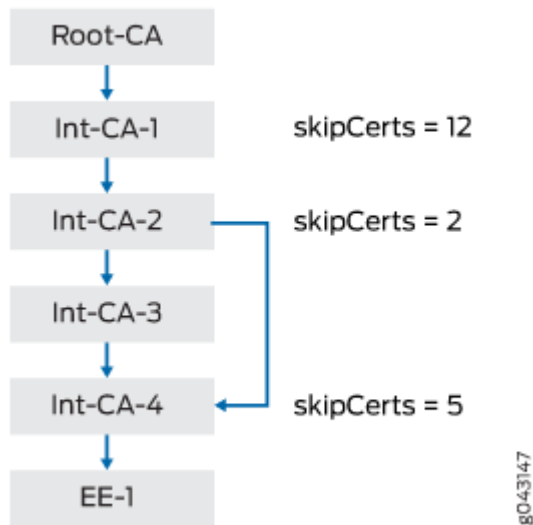 Root-CA
Int-CA-1 skipCerts = 12
Int-CA-2 skipCerts = 2
Int-CA-3
Int-CA-4 skipCerts = 5
EE-1
g043147